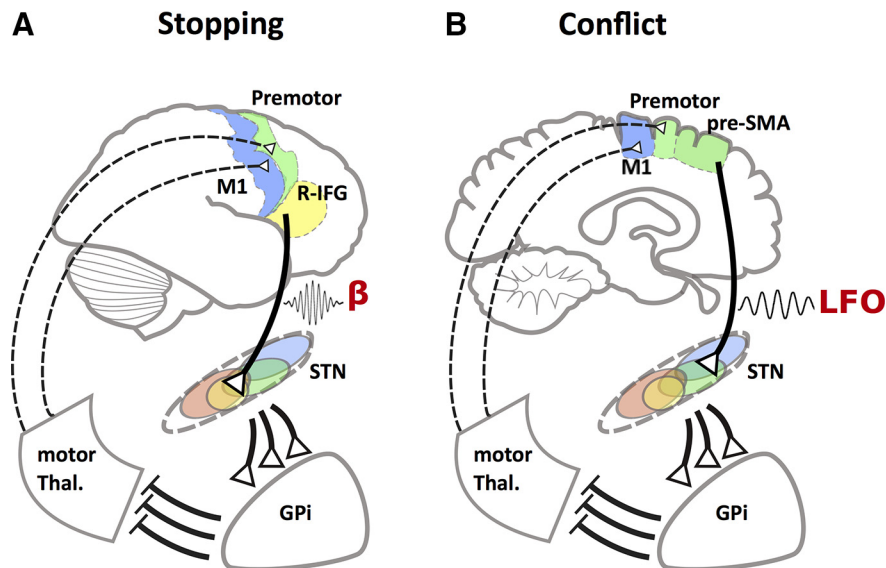 A Stopping
Premotor
M1
R-IFG
β
STN
motor
Thal.
GPi
B Conflict
Premotor
pre-SMA
M1
LFO
STN
motor
Thal.
GPi